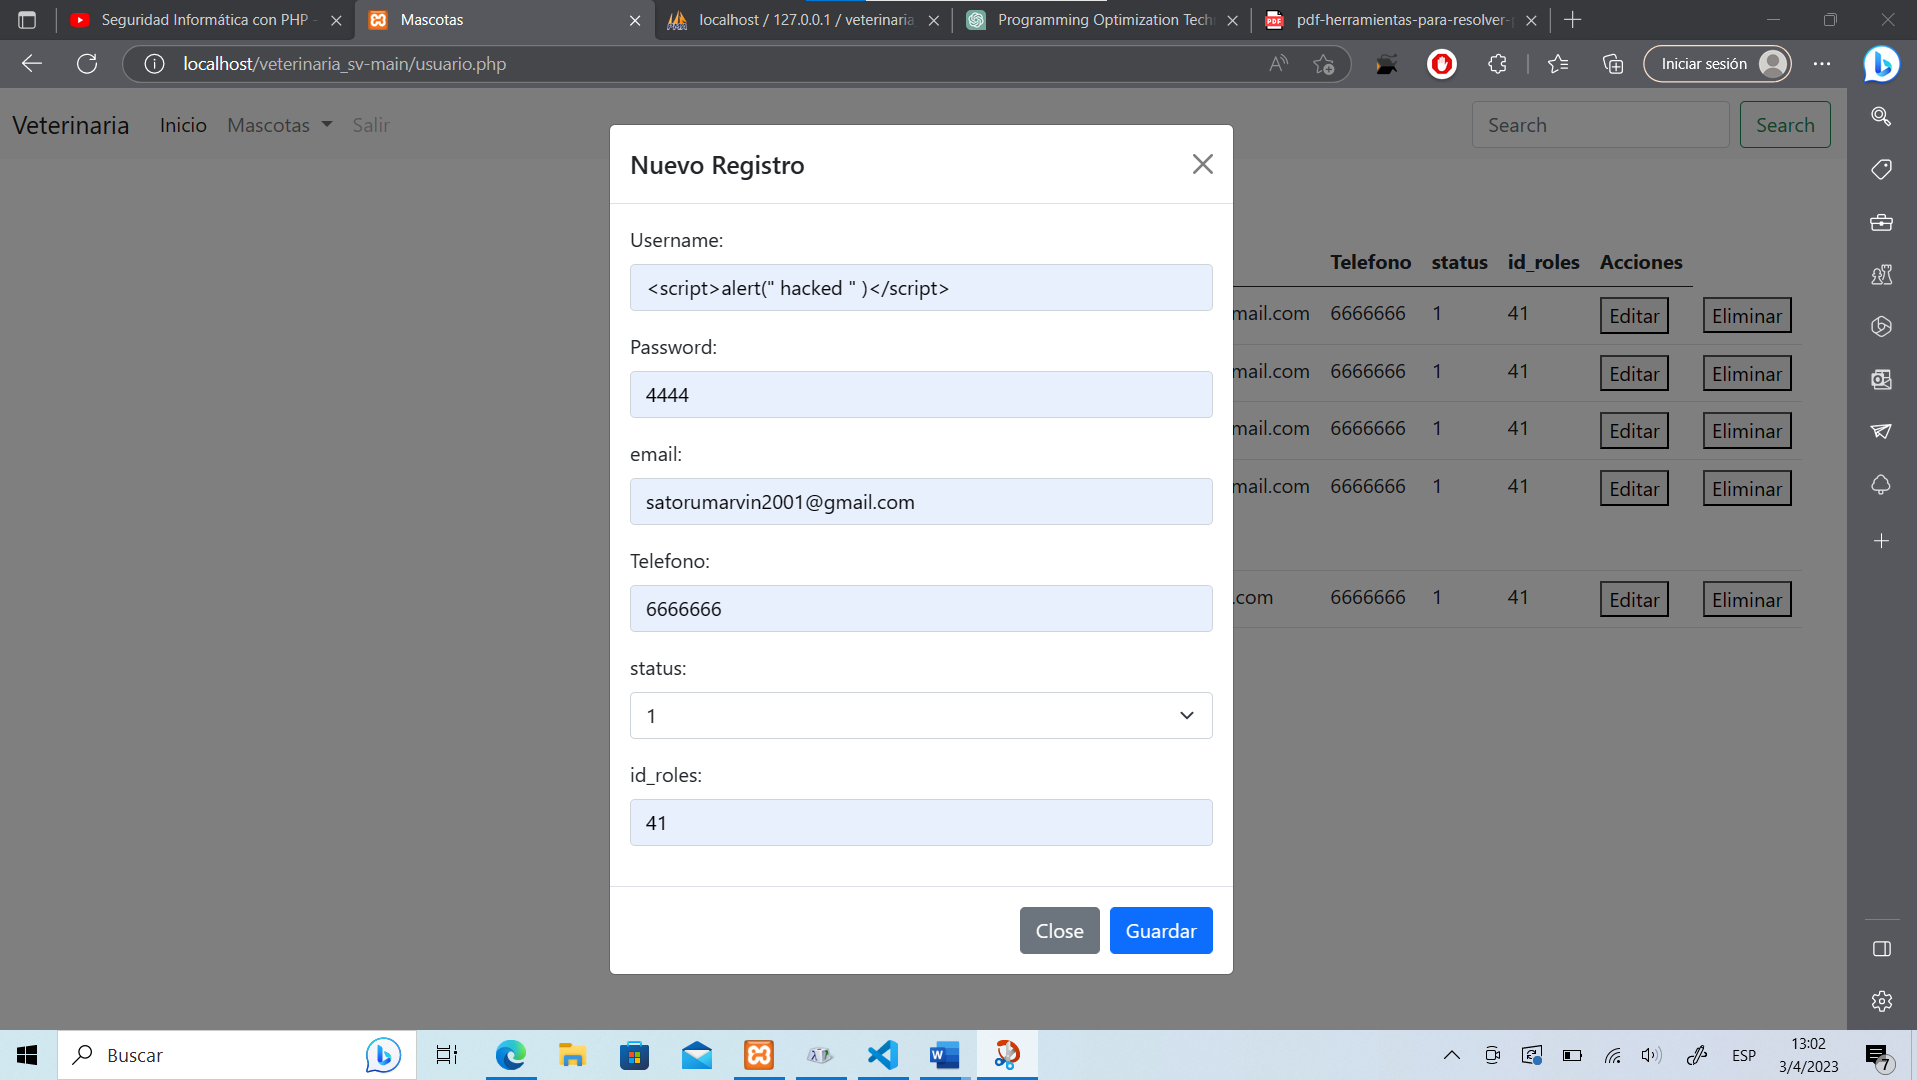 Seguridad Informática con PHP -
Mascotas
localhost / 127.0.0.1 / veterinaria
Programming Optimization Tech
PDF
pdf-herramientas-para-resolver-p
localhost/veterinaria_sv-main/usuario.php
Iniciar sesión
Veterinaria Inicio Mascotas Salir
Search Search
Nuevo Registro
Username:
<script>alert(" hacked " )</script>
Password:
4444
email:
satorumarvin2001@gmail.com
Telefono:
6666666
status:
1
id_roles:
41
Close Guardar
Telefono status id_roles Acciones
mail.com 6666666 1 41 Editar Eliminar
mail.com 6666666 1 41 Editar Eliminar
mail.com 6666666 1 41 Editar Eliminar
mail.com 6666666 1 41 Editar Eliminar
.com 6666666 1 41 Editar Eliminar
Buscar
ESP
13:02
3/4/2023
7